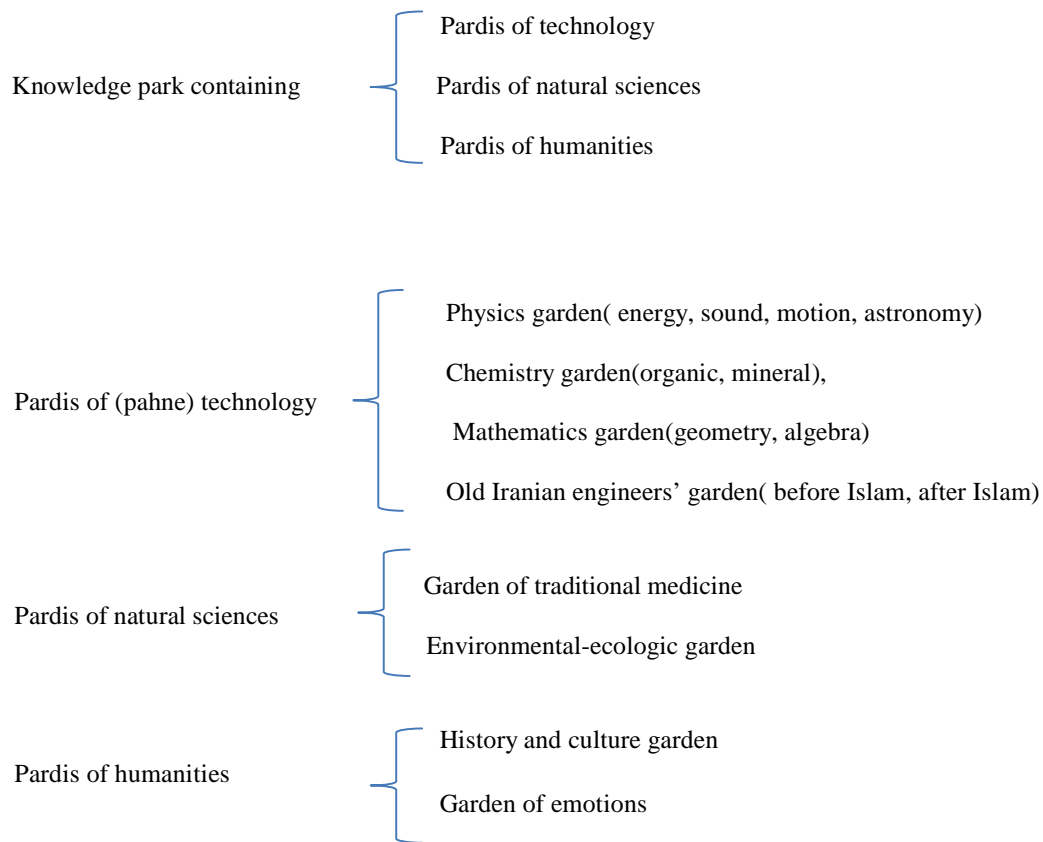 Pardis of technology
Knowledge park containing
Pardis of natural sciences
Pardis of humanities
Physics garden( energy, sound, motion, astronomy)
Chemistry garden(organic, mineral),
Pardis of (pahne) technology
Mathematics garden(geometry, algebra)
Old Iranian engineers’ garden( before Islam, after Islam)
Garden of traditional medicine
Pardis of natural sciences
Environmental-ecologic garden
History and culture garden
Pardis of humanities
Garden of emotions